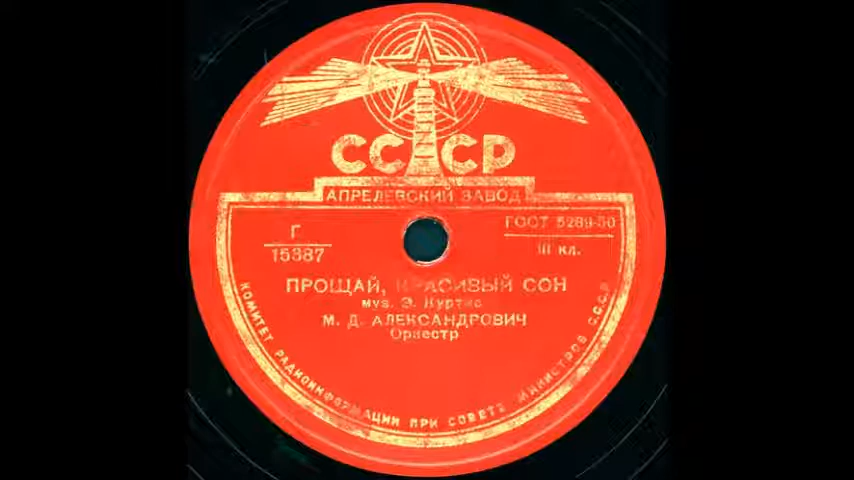 СССР
АПРЕЛЕВСКИЙ ЗАВОД
ГОСТ 5289-50
Г
15387
III кл.
ПРОЩАЙ, КРАСИВЫЙ СОН
муз. Э. Куртис
М. Д. АЛЕКСАНДРОВИЧ
Оркестр
КОМИТЕТ РАДИОИНФОРМАЦИИ ПРИ СОВЕТЕ МИНИСТРОВ СССР